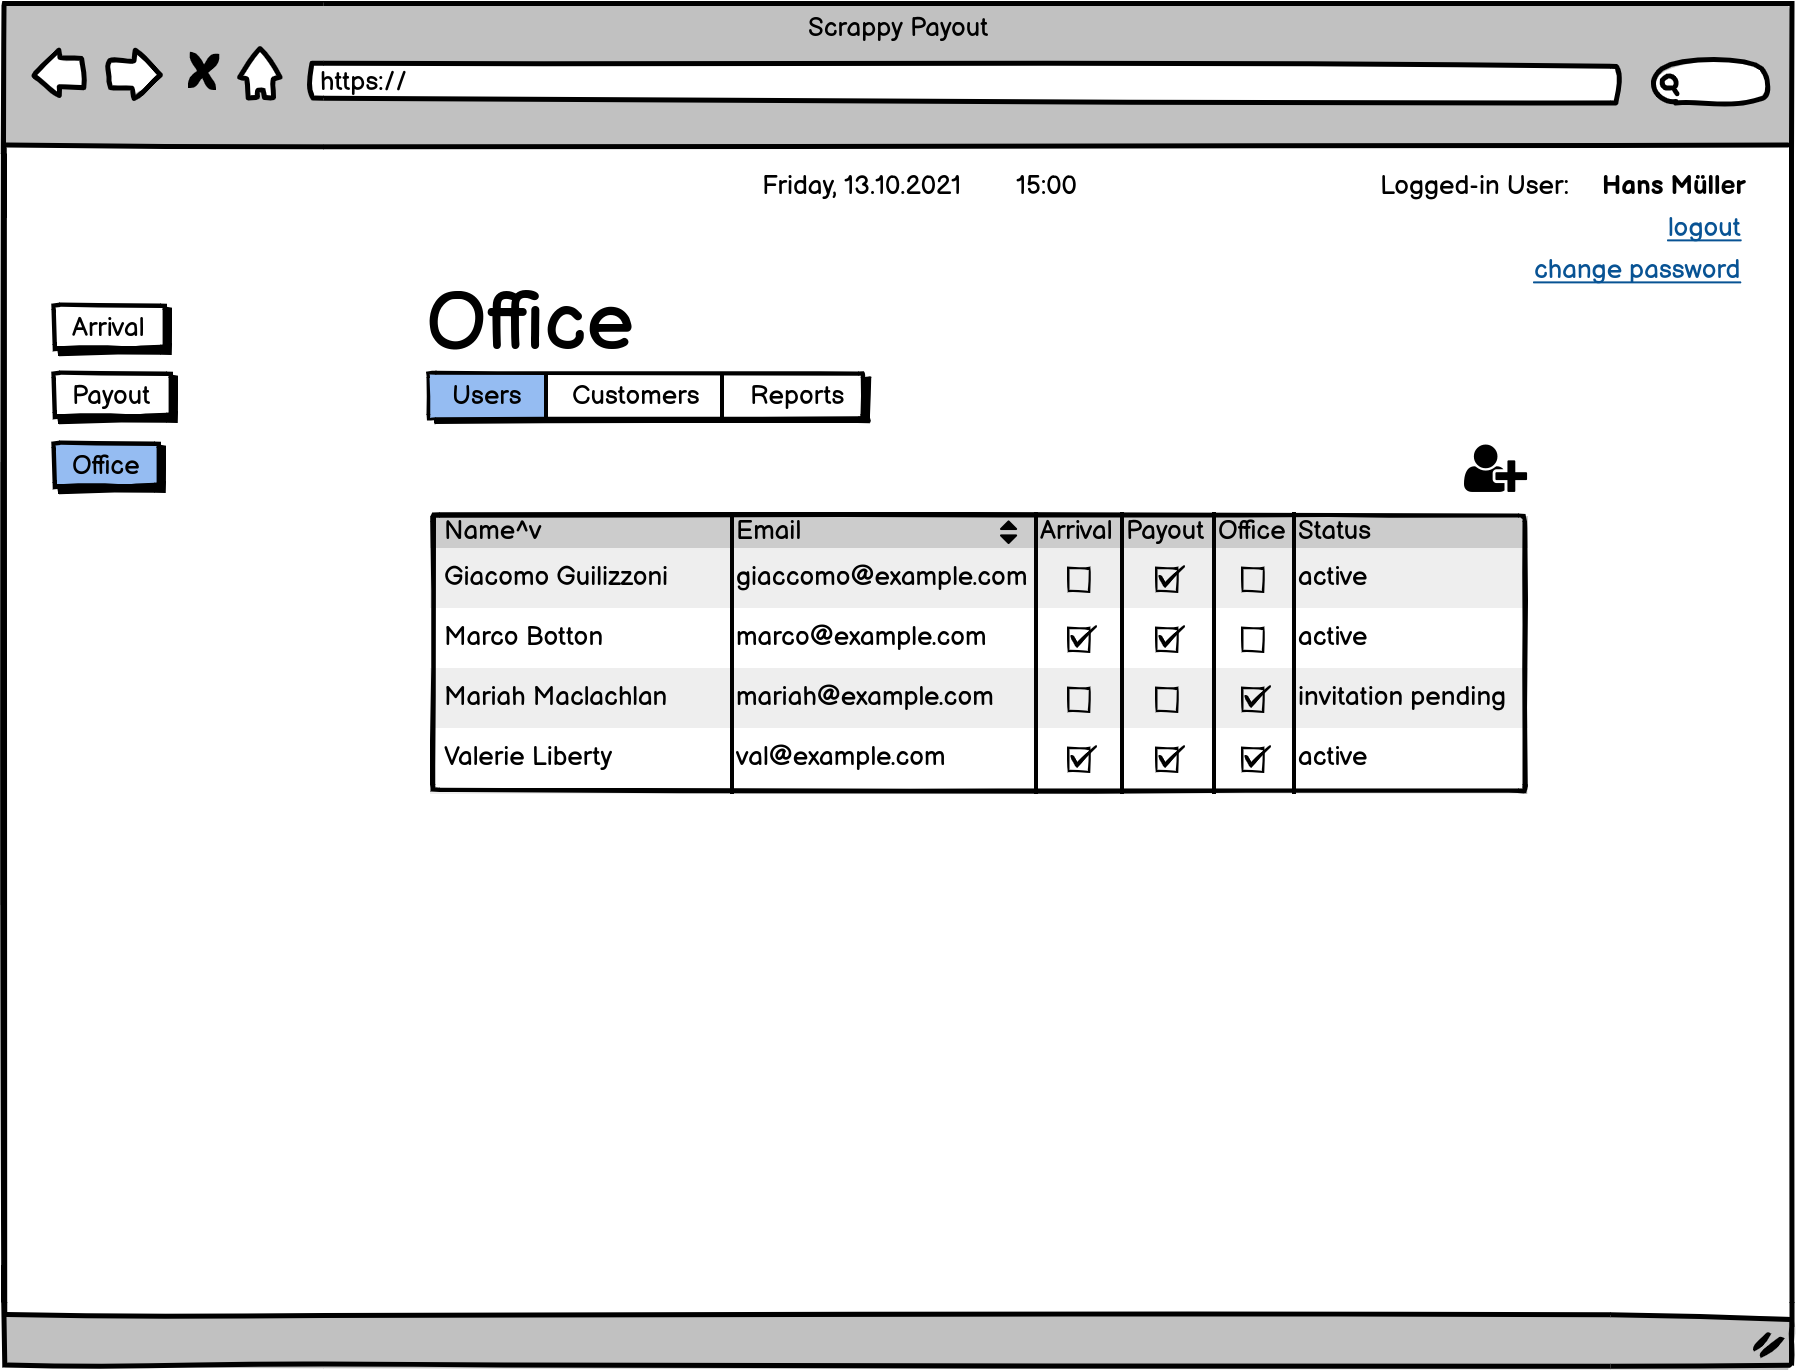 Scrappy Payout
https://
Friday, 13.10.2021 15:00 Logged-in User: Hans Müller
logout
change password
Office
Arrival
Payout
Office
Users Customers Reports
Name^v Email Arrival Payout Office Status
Giacomo Guilizzoni giaccomo@example.com active
Marco Botton marco@example.com active
Mariah Maclachlan mariah@example.com invitation pending
Valerie Liberty val@example.com active